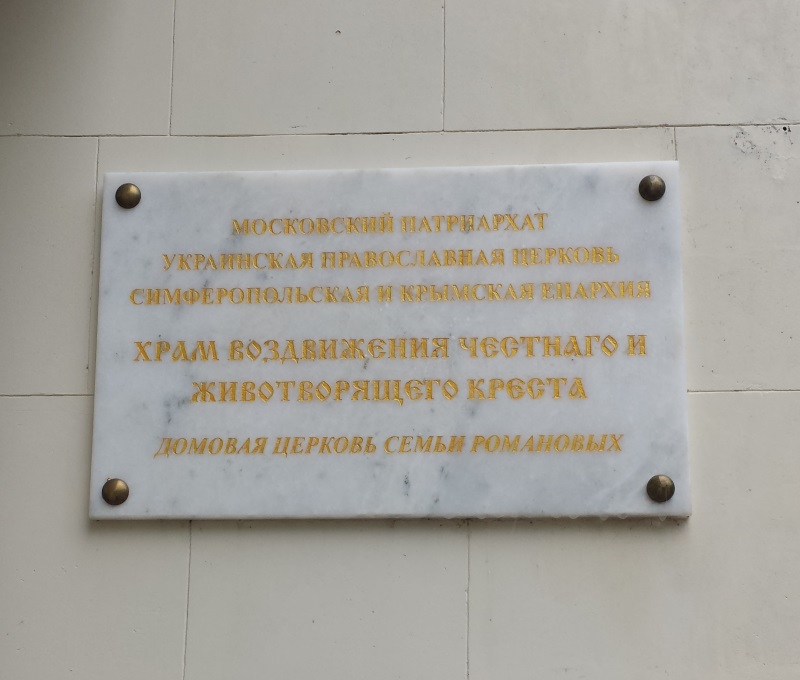 МОСКОВСКИЙ ПАТРИАРХАТ
УКРАИНСКАЯ ПРАВОСЛАВНАЯ ЦЕРКОВЬ
СИМФЕРОПОЛЬСКАЯ И КРЫМСКАЯ ЕПАРХИЯ
ХРАМ ВОЗДВИЖЕНИЯ ЧЕСТНАГО И
ЖИВОТВОРЯЩЕГО КРЕСТА
ДОМОВАЯ ЦЕРКОВЬ СЕМЬИ РОМАНОВЫХ